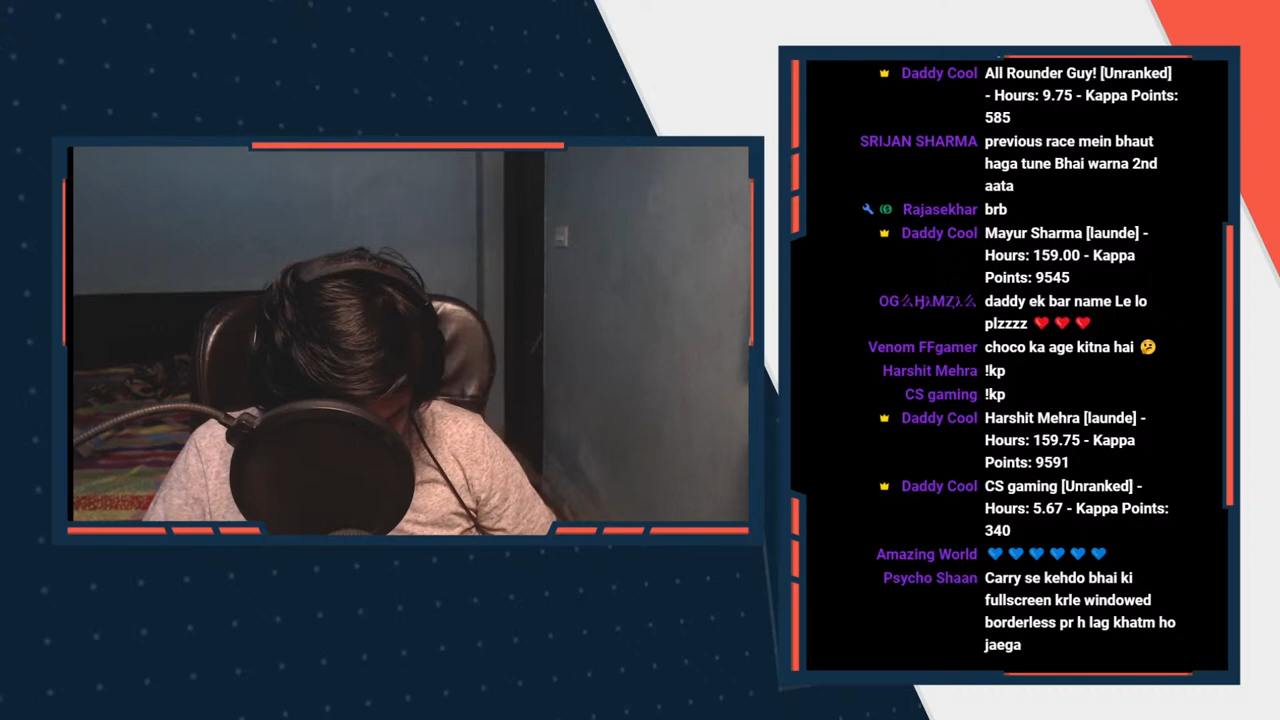 Daddy Cool All Rounder Guy! [Unranked]
- Hours: 9.75 - Kappa Points:
585
SRIJAN SHARMA previous race mein bhaut
haga tune Bhai warna 2nd
aata
Rajasekhar brb
Daddy Cool Mayur Sharma [launde] -
Hours: 159.00 - Kappa
Points: 9545
daddy ek bar name Le lo
plzzzz ❤️ ❤️ ❤️
Venom FFgamer choco ka age kitna hai 🤔
Harshit Mehra !kp
CS gaming !kp
Daddy Cool Harshit Mehra [launde] -
Hours: 159.75 - Kappa
Points: 9591
Daddy Cool CS gaming [Unranked] -
Hours: 5.67 - Kappa Points:
340
Amazing World 💙 💙 💙 💙 💙 💙
Psycho Shaan Carry se kehdo bhai ki
fullscreen krle windowed
borderless pr h lag khatm ho
jaega